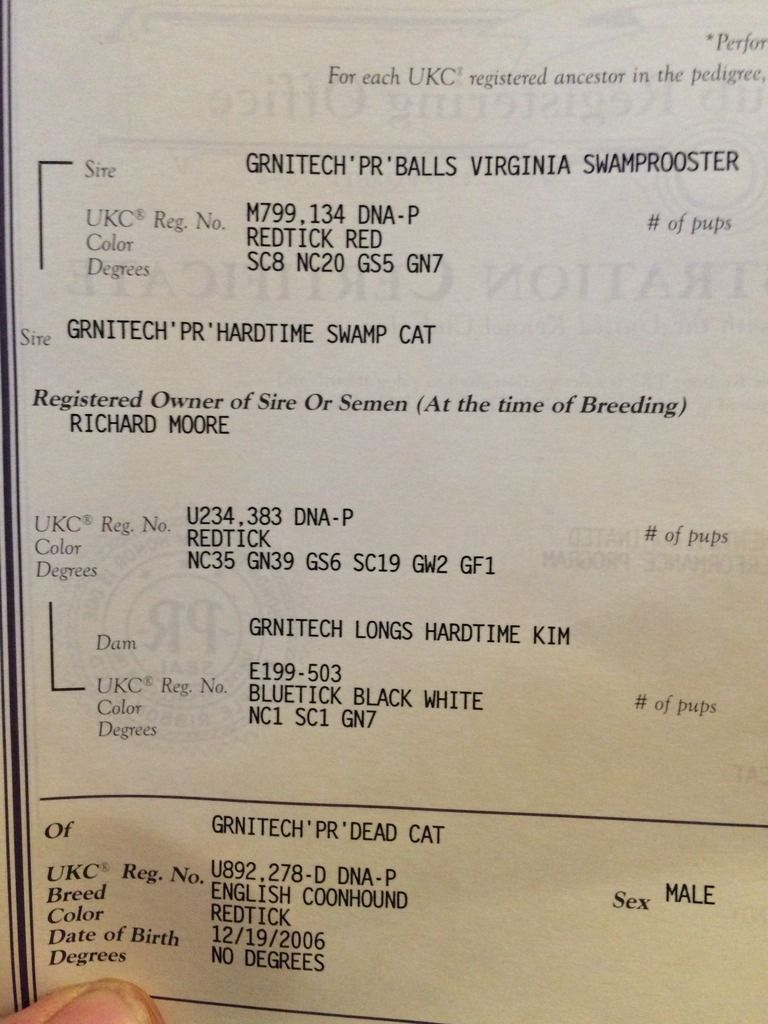 *Perfor
For each UKC® registered ancestor in the pedigree,
Sire GRNITECH'PR'BALLS VIRGINIA SWAMPROOSTER
UKC® Reg. No. M799,134 DNA-P # of pups
Color REDTICK RED
Degrees SC8 NC20 GS5 GN7
Sire GRNITECH'PR'HARDTIME SWAMP CAT
Registered Owner of Sire Or Semen (At the time of Breeding)
RICHARD MOORE
UKC® Reg. No. U234,383 DNA-P # of pups
Color REDTICK
Degrees NC35 GN39 GS6 SC19 GW2 GF1
Dam GRNITECH LONGS HARDTIME KIM
UKC® Reg. No. E199-503 # of pups
Color BLUETICK BLACK WHITE
Degrees NC1 SC1 GN7
Of GRNITECH'PR'DEAD CAT
UKC® Reg. No. U892,278-D DNA-P
Breed ENGLISH COONHOUND Sex MALE
Color REDTICK
Date of Birth 12/19/2006
Degrees NO DEGREES